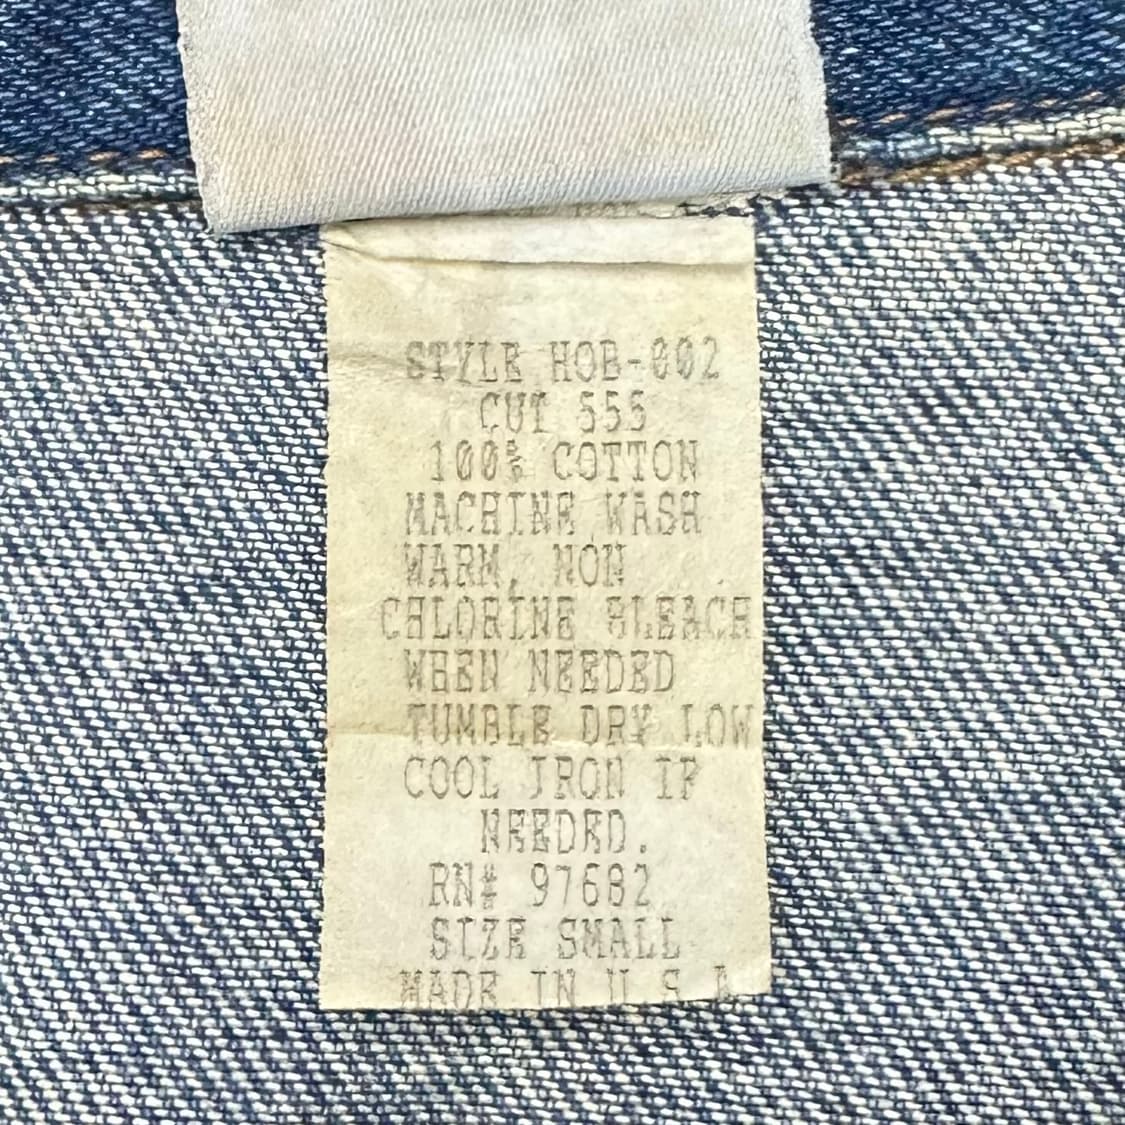 STYLE HOB-002
CUT 555
100% COTTON
MACHINE WASH
WARM, NON
CHLORINE BLEACH
WHEN NEEDED
TUMBLE DRY LOW
COOL IRON IF
NEEDED.
RN# 97682
SIZE SMALL
MADE IN U S A